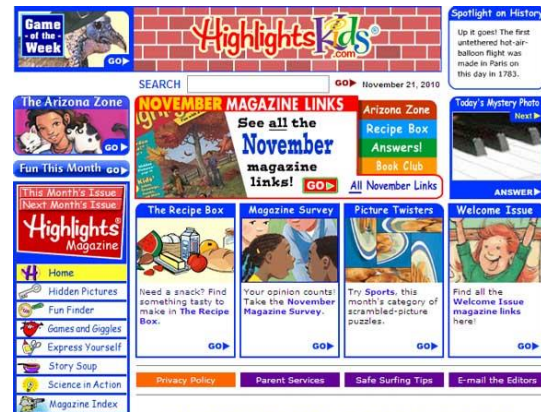 Game
of the
Week
GO
HighlightsKids
.com
Spotlight on History
Up it goes! The first
untethered hot-air-
balloon flight was
made in Paris on
this day in 1783.
SEARCH
GO
November 21, 2010
The Arizona Zone
GO
Fun This Month GO
This Month's Issue
Next Month's Issue
Highlights®
Magazine
Home
Hidden Pictures
Fun Finder
Games and Giggles
Express Yourself
Story Soup
Science in Action
Magazine Index
NOVEMBER MAGAZINE LINKS
See all the
November
magazine
links! GO
Arizona Zone
Recipe Box
Answers!
Book Club
All November Links
Today's Mystery Photo
Next
ANSWER
The Recipe Box
Need a snack? Find
something tasty to
make in The Recipe
Box.
GO
Magazine Survey
Your opinion counts!
Take the November
Magazine Survey.
GO
Picture Twisters
Try Sports, this
month's category of
scrambled-picture
puzzles.
GO
Welcome Issue
Find all the
Welcome Issue
magazine links
here!
GO
Privacy Policy
Parent Services
Safe Surfing Tips
E-mail the Editors